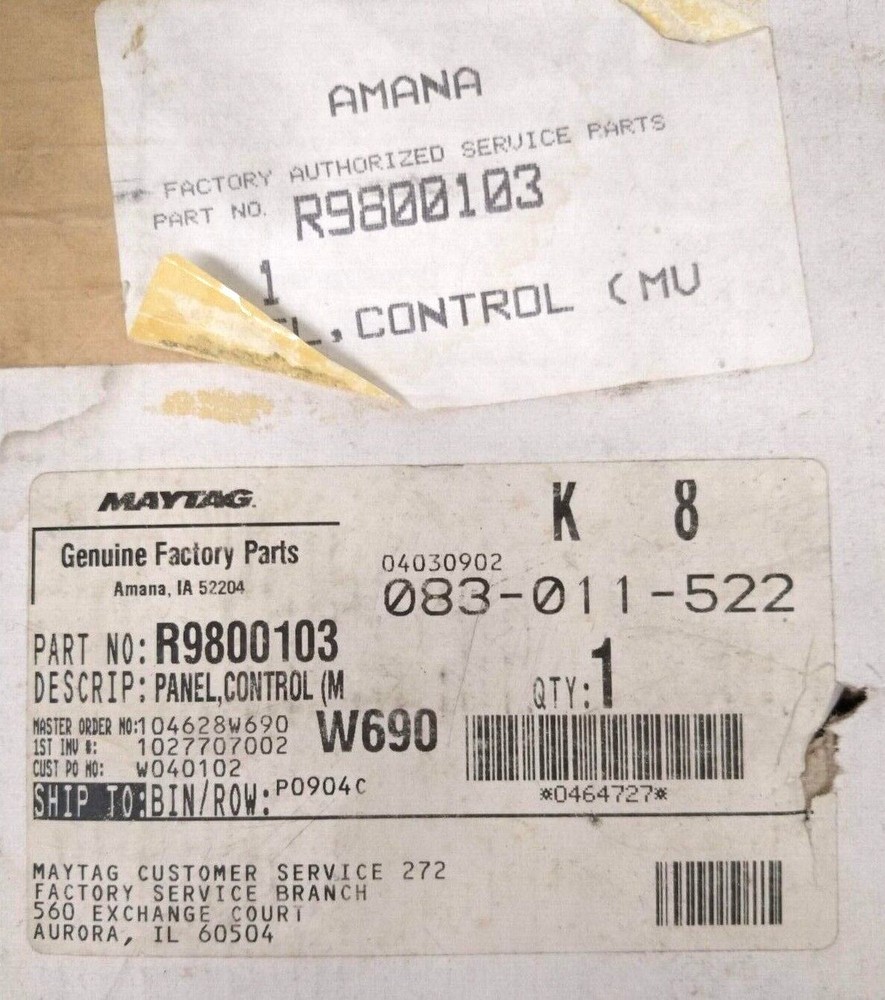 AMANA
FACTORY AUTHORIZED SERVICE PARTS
PART NO. R9800103
1
L,CONTROL (MV
MAYTAG.
Genuine Factory Parts
Amana, IA 52204
K 8
04030902
083-011-522
PART NO: R9800103
DESCRIP: PANEL,CONTROL (M
QTY: 1
MASTER ORDER NO: 104628W690
W690
1ST INV #: 1027707002
CUST PO NO: W040102
SHIP TO: BIN/ROW: P0904C
*0464727*
MAYTAG CUSTOMER SERVICE 272
FACTORY SERVICE BRANCH
560 EXCHANGE COURT
AURORA, IL 60504